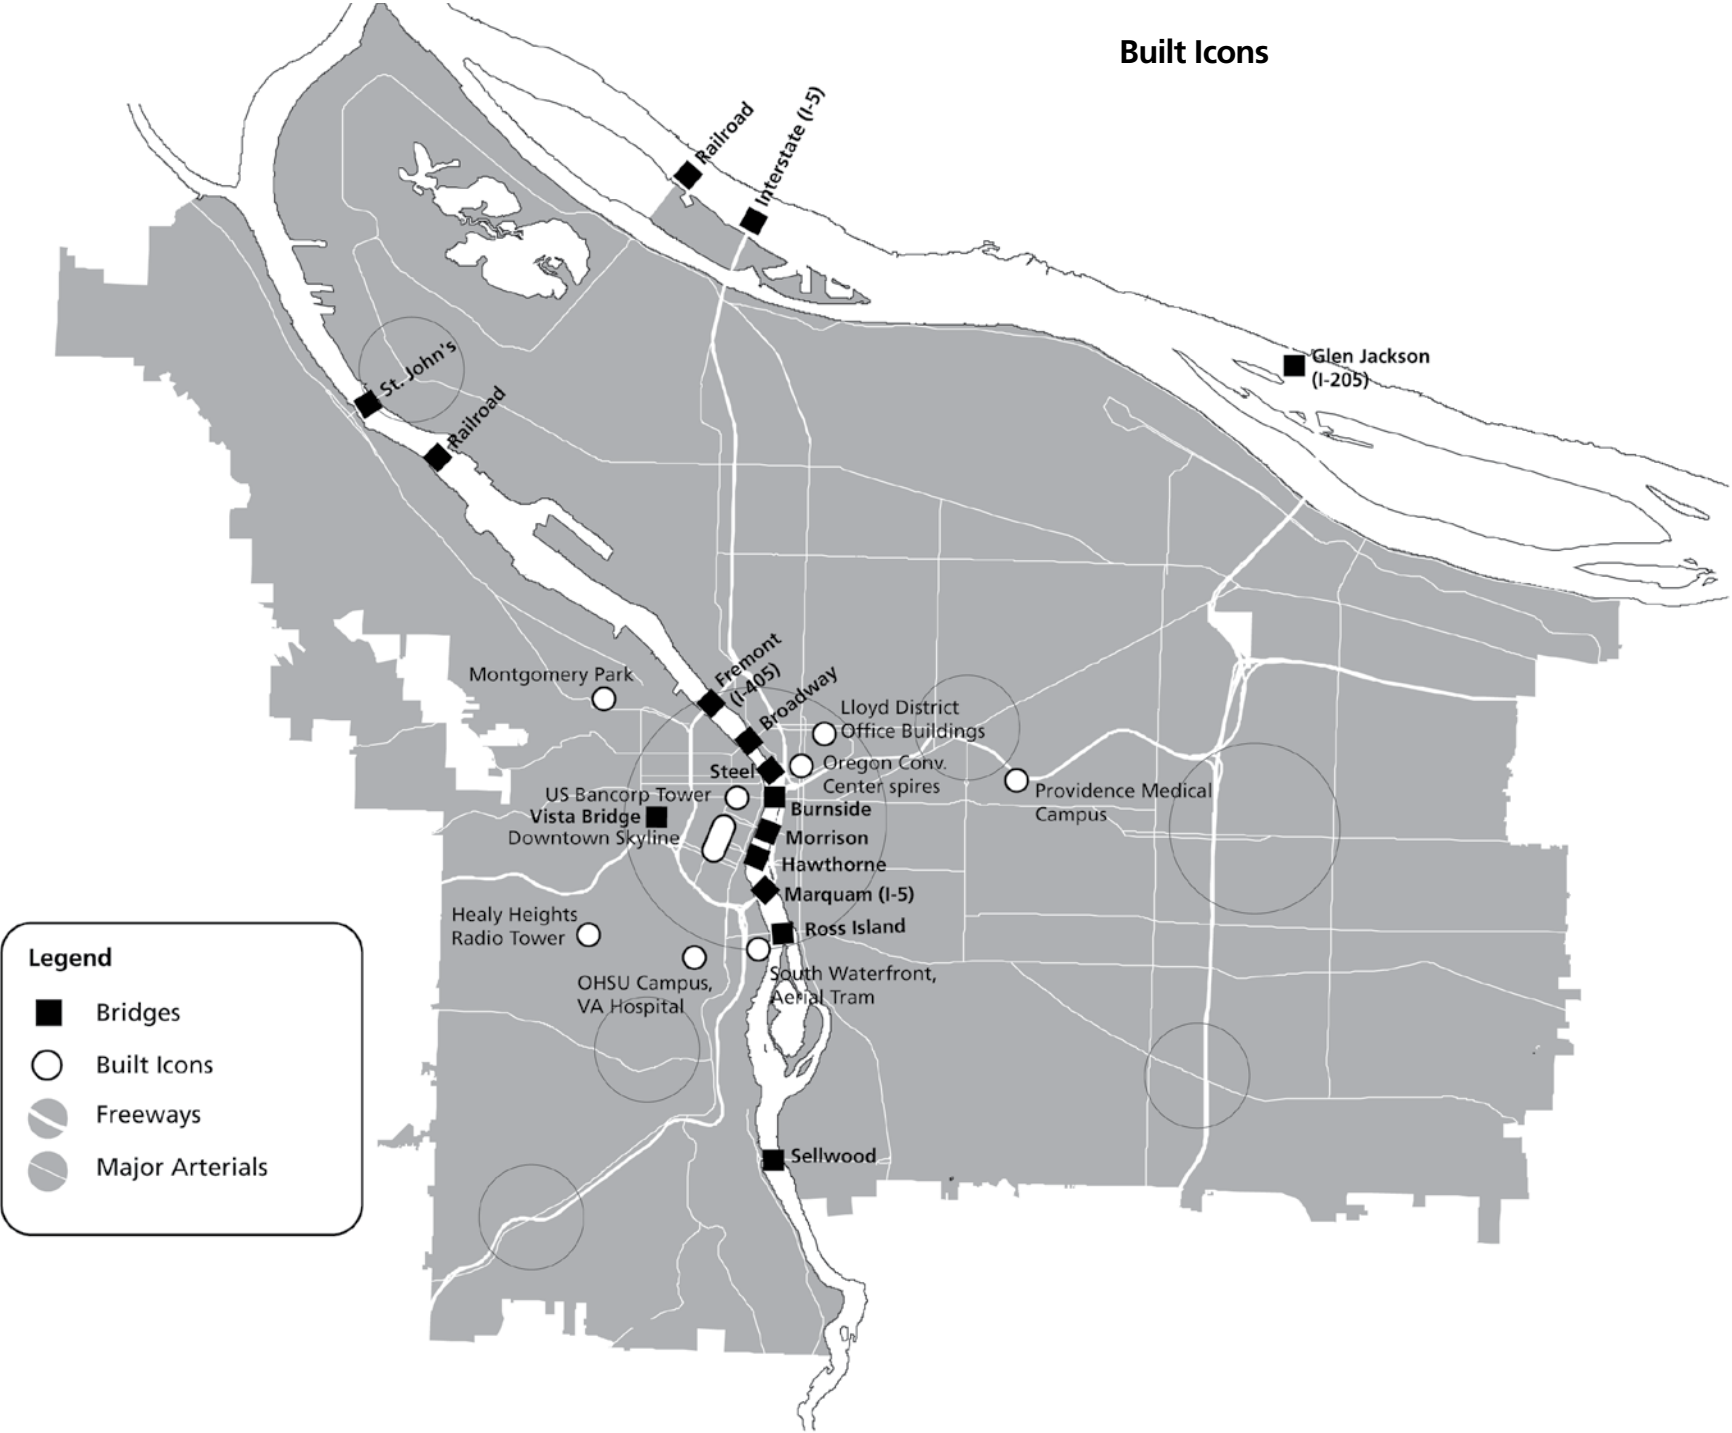 Built Icons
Railroad
Interstate (I-5)
Glen Jackson
(I-205)
St. John's
Railroad
Fremont
(I-405)
Broadway
Montgomery Park
Lloyd District
Office Buildings
Steel
Oregon Conv.
Center spires
US Bancorp Tower
Providence Medical
Campus
Burnside
Vista Bridge
Downtown Skyline
Morrison
Hawthorne
Marquam (I-5)
Healy Heights
Radio Tower
Ross Island
OHSU Campus,
VA Hospital
South Waterfront,
Aerial Tram
Sellwood
Legend
Bridges
Built Icons
Freeways
Major Arterials